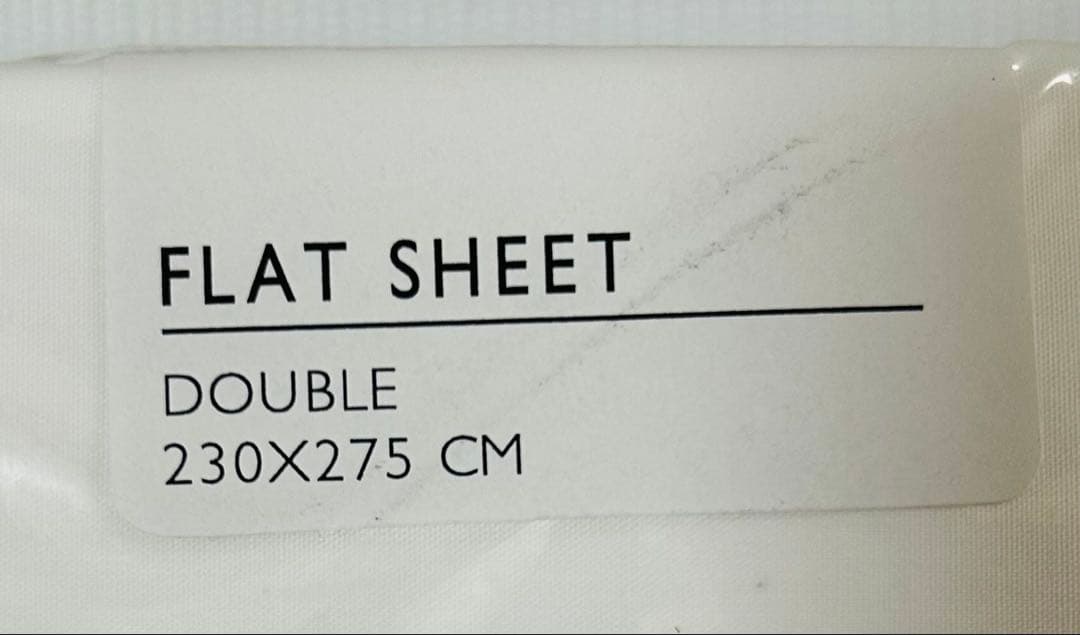 FLAT SHEET
DOUBLE
230X275 CM